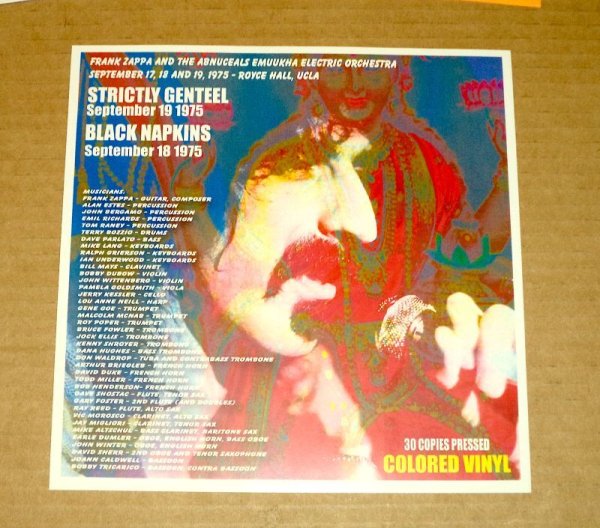 FRANK ZAPPA AND THE ABNUCEALS EMUUKHA ELECTRIC ORCHESTRA
SEPTEMBER 17, 18 AND 19, 1975 - ROYCE HALL, UCLA
STRICTLY GENTEEL
September 19 1975
BLACK NAPKINS
September 18 1975
MUSICIANS:
FRANK ZAPPA - GUITAR, COMPOSER
ALAN ESTES - PERCUSSION
JOHN BERGAMO - PERCUSSION
EMIL RICHARDS - PERCUSSION
TOM RANEY - PERCUSSION
TERRY BOZZIO - DRUMS
DAVE PARLATO - BASS
MIKE LANG - KEYBOARDS
RALPH GRIERSON - KEYBOARDS
IAN UNDERWOOD - KEYBOARDS
BILL MAYS - CLAVINET
BOBBY DUBOW - VIOLIN
JOHN WITTENBERG - VIOLIN
PAMELA GOLDSMITH - VIOLA
JERRY KESSLER - CELLO
LOU ANNE NEILL - HARP
GENE GOE - TRUMPET
MALCOLM MCNAB - TRUMPET
ROY POPER - TRUMPET
BRUCE FOWLER - TROMBONE
JOCK ELLIS - TROMBONE
KENNY SHROYER - TROMBONE
DANA HUGHES - BASS TROMBONE
DON WALDROP - TUBA AND CONTRABASS TROMBONE
ARTHUR BRIEGLES - FRENCH HORN
DAVID DUKE - FRENCH HORN
TODD MILLER - FRENCH HORN
BOB HENDERSON - FRENCH HORN
DAVE SHOSTAC - FLUTE, TENOR SAX
GARY FOSTER - 2ND FLUTE (AND DOUBLES)
RAY REED - FLUTE, ALTO SAX
VIC MOROSCO - CLARINET, ALTO SAX
JAY MIGLIORI - CLARINET, TENOR SAX
MIKE ALTSCHUL - BASS CLARINET, BARITONE SAX
EARLE DUMLER - OBOE, ENGLISH HORN, BASS OBOE
JOHN WINTER - OBOE, ENGLISH HORN
DAVID SHERR - 2ND OBOE AND TENOR SAXOPHONE
JOANN CALDWELL - BASSOON
BOBBY TRICARICO - BASSOON, CONTRA BASSOON
30 COPIES PRESSED
COLORED VINYL